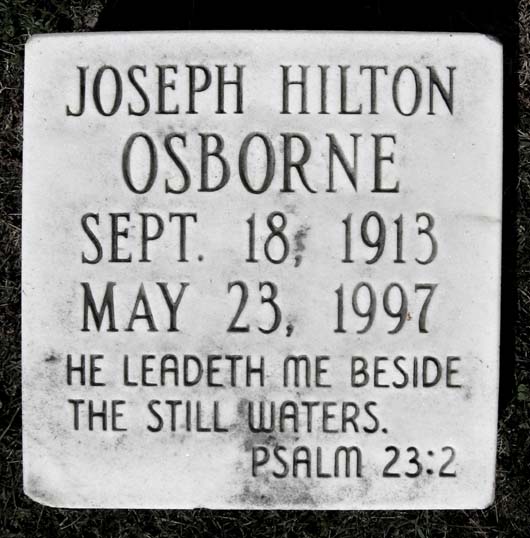 JOSEPH HILTON
OSBORNE
SEPT. 18, 1913
MAY 23, 1997
HE LEADETH ME BESIDE
THE STILL WATERS.
PSALM 23:2